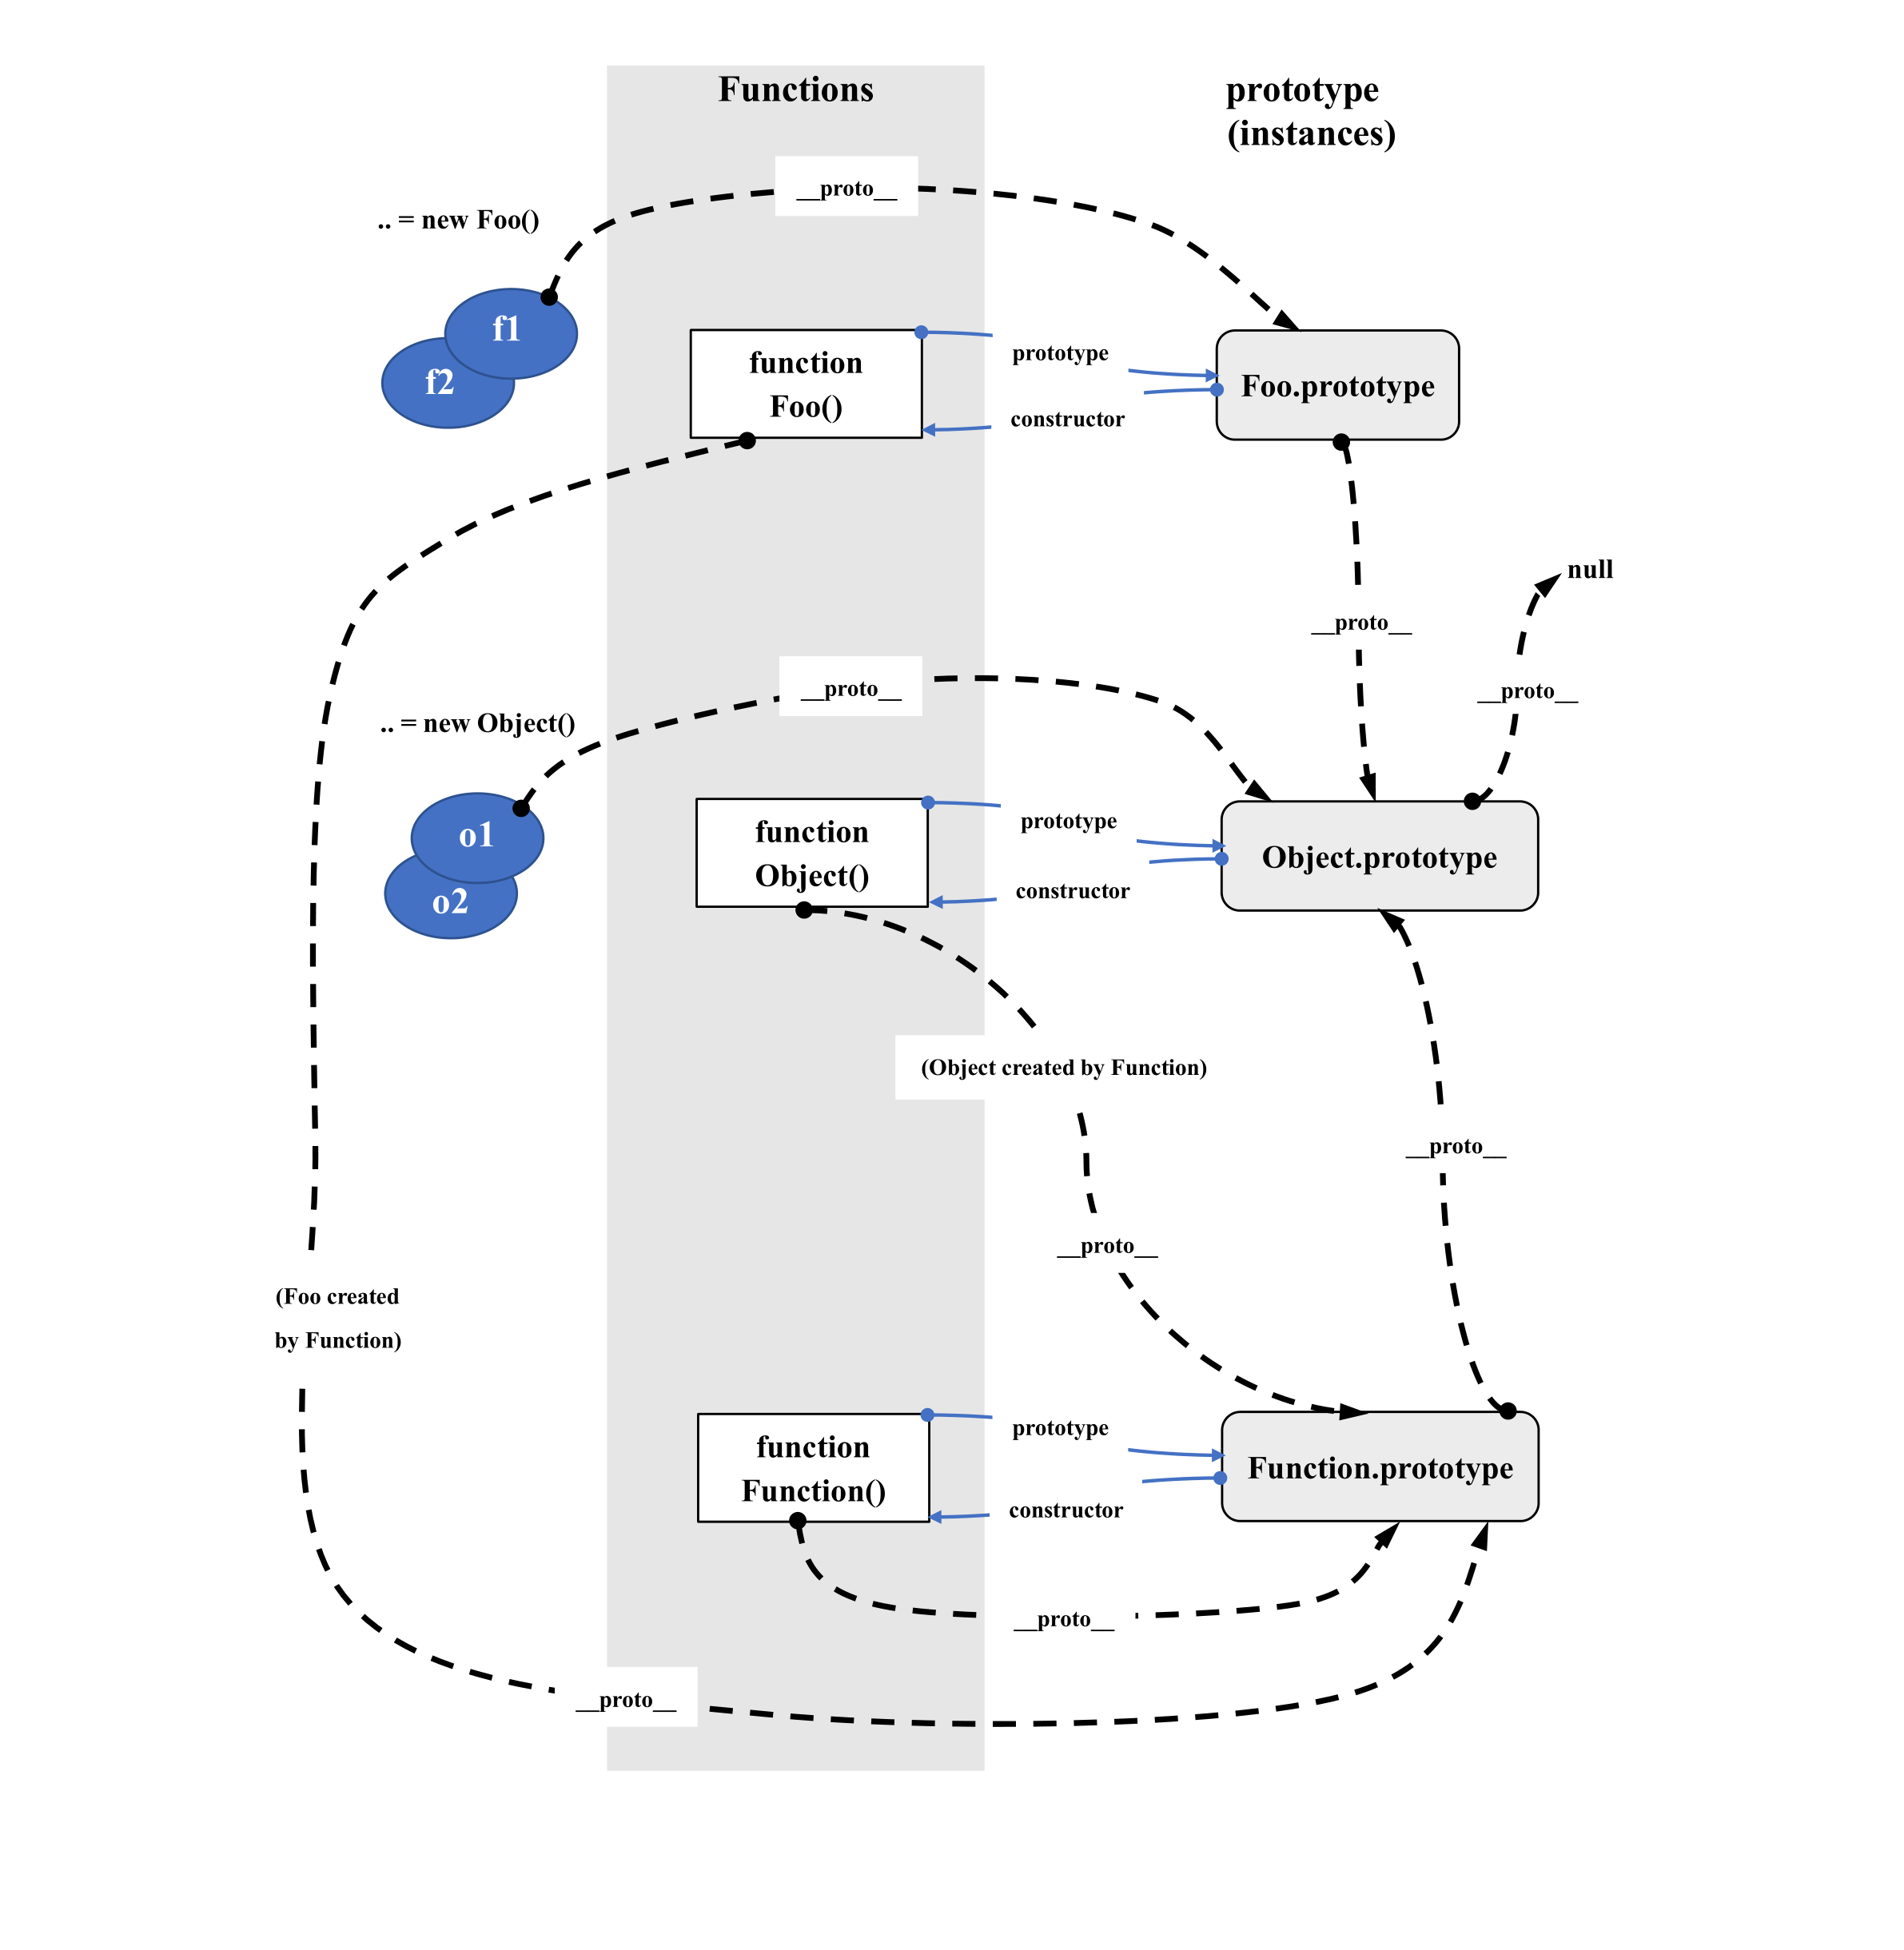 Functions
prototype
(instances)
__proto__
.. = new Foo()
f1
f2
function
Foo()
prototype
constructor
Foo.prototype
null
__proto__
__proto__
__proto__
.. = new Object()
o1
o2
function
Object()
prototype
constructor
Object.prototype
(Object created by Function)
__proto__
__proto__
(Foo created
by Function)
function
Function()
prototype
constructor
Function.prototype
__proto__
__proto__